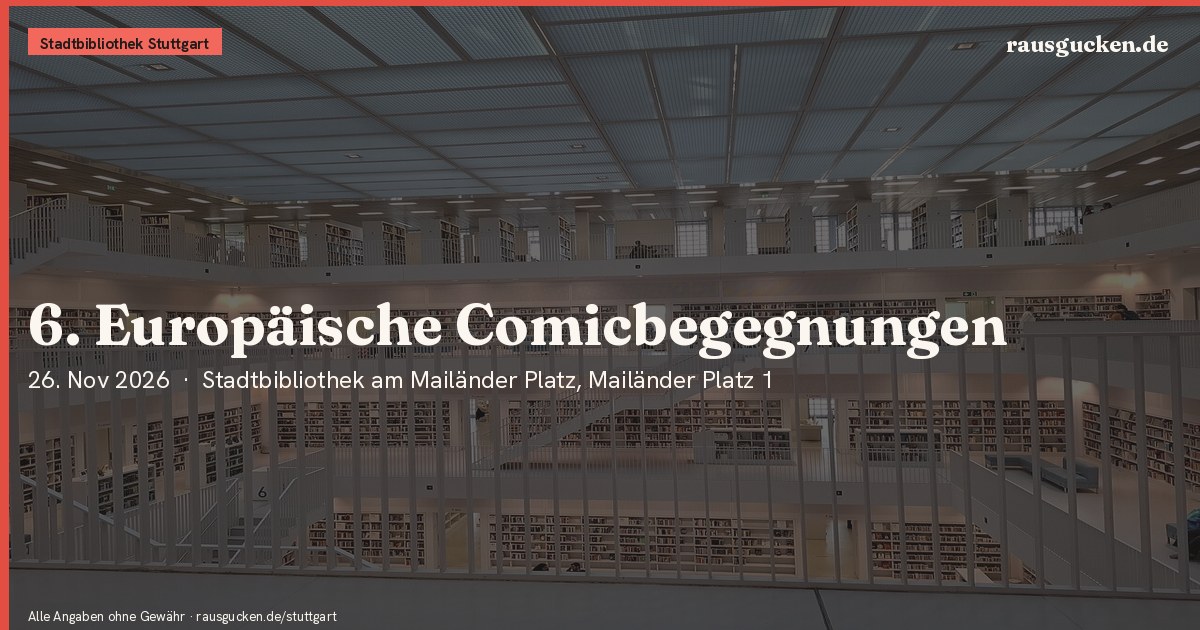 Stadtbibliothek Stuttgart
rausgucken.de
6. Europäische Comicbegegnungen
26. Nov 2026 · Stadtbibliothek am Mailänder Platz, Mailänder Platz 1
6
Alle Angaben ohne Gewähr · rausgucken.de/stuttgart